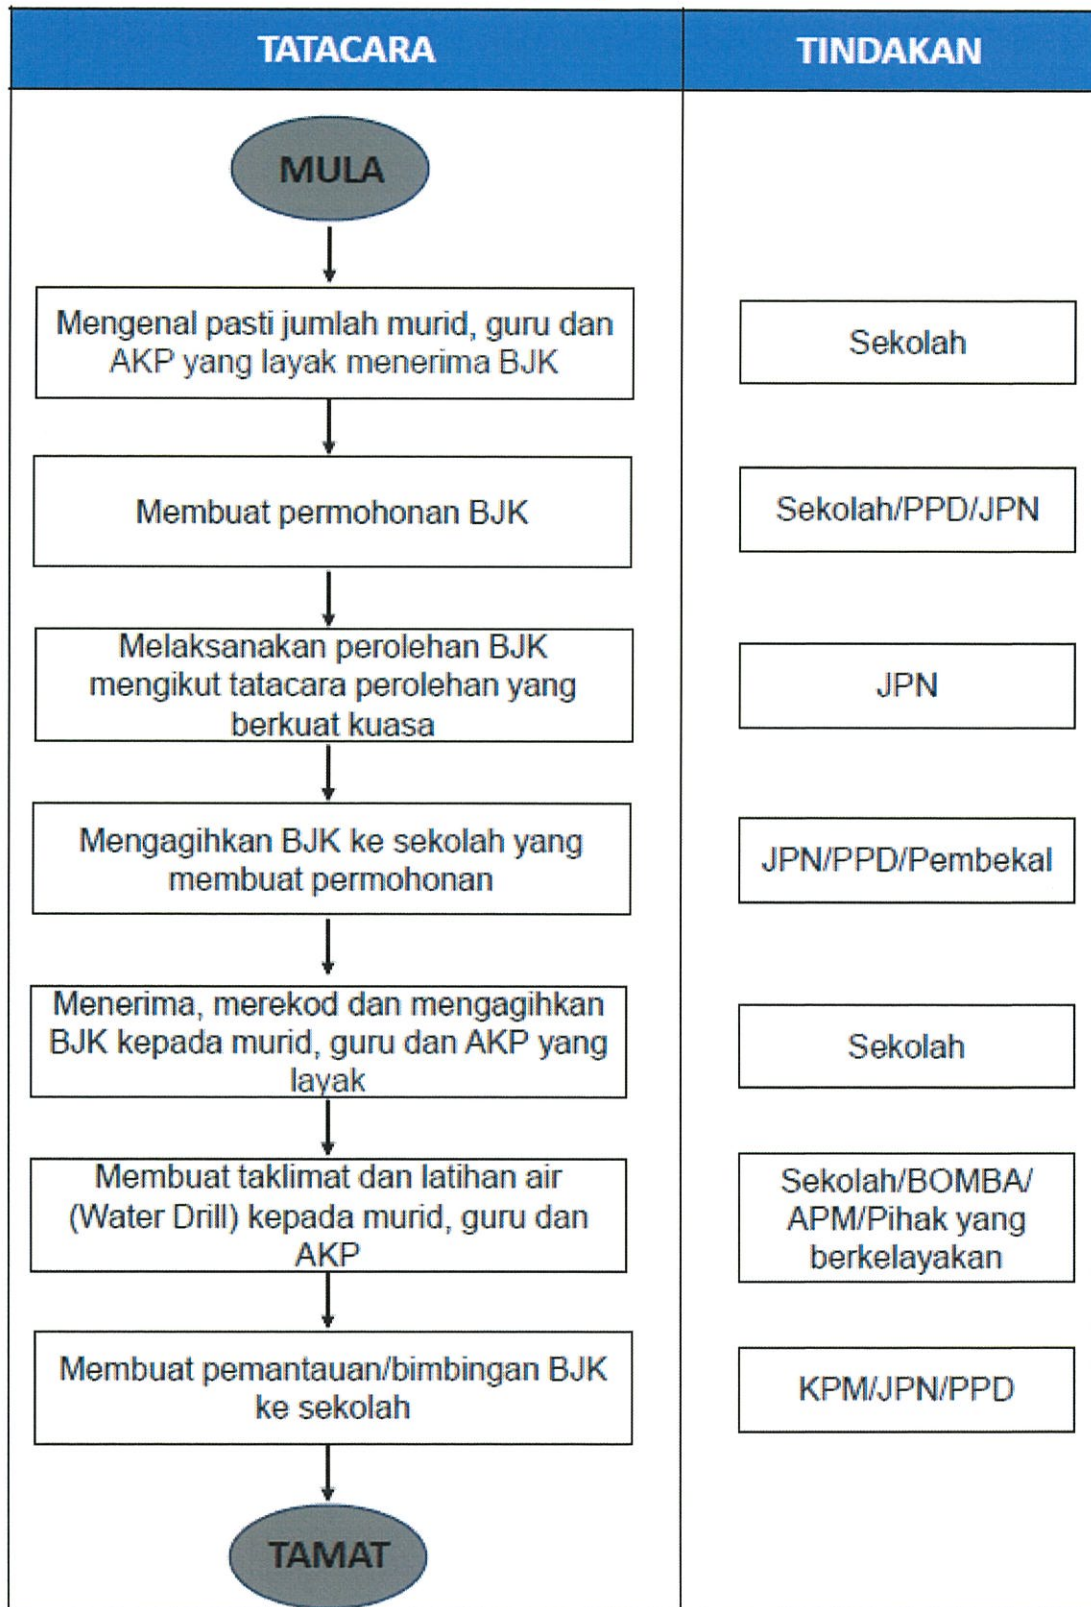 TATACARA
TINDAKAN
MULA
Mengenal pasti jumlah murid, guru dan
AKP yang layak menerima BJK
Sekolah
Membuat permohonan BJK
Sekolah/PPD/JPN
Melaksanakan perolehan BJK
mengikut tatacara perolehan yang
berkuat kuasa
JPN
Mengagihkan BJK ke sekolah yang
membuat permohonan
JPN/PPD/Pembekal
Menerima, merekod dan mengagihkan
BJK kepada murid, guru dan AKP yang
layak
Sekolah
Membuat taklimat dan latihan air
(Water Drill) kepada murid, guru dan
AKP
Sekolah/BOMBA/
APM/Pihak yang
berkelayakan
Membuat pemantauan/bimbingan BJK
ke sekolah
KPM/JPN/PPD
TAMAT